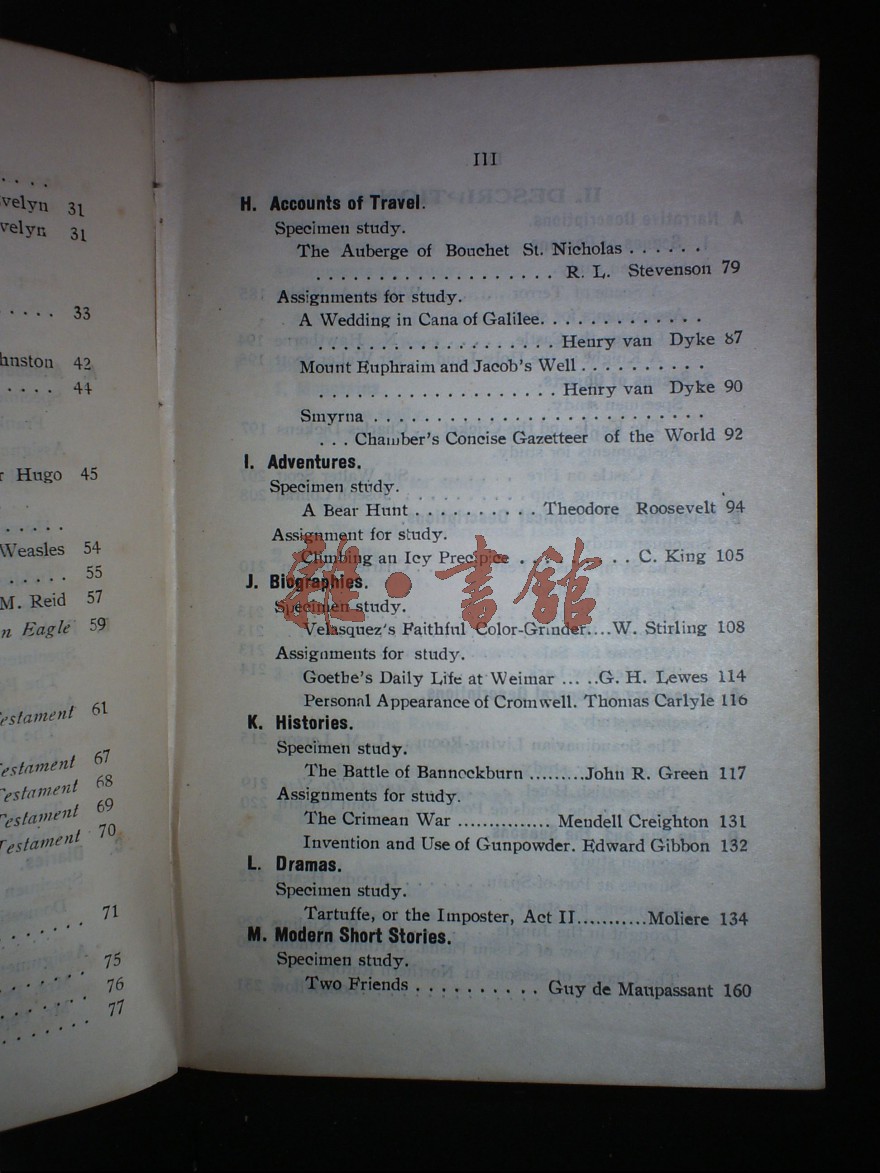 velyn 31
velyn 31
. . . . . 33
hnston 42
. . . . 44
r Hugo 45
Weasles 54
. . . . . . 55
M. Reid 57
n Eagle 59
Testament 61
Testament 67
Testament 68
Testament 69
Testament 70
71
75
76
77
III
H. Accounts of Travel.
Specimen study.
The Auberge of Bouchet St. Nicholas . . . . . .
. . . . . . . . . . . . . . . . . . . R. L. Stevenson 79
Assignments for study.
A Wedding in Cana of Galilee. . . . . . . . . . . . .
. . . . . . . . . . . . . . . . . . . Henry van Dyke 87
Mount Euphraim and Jacob's Well . . . . . . . . . .
. . . . . . . . . . . . . . . . . . . Henry van Dyke 90
Smyrna . . . . . . . . . . . . . . . . . . . . . . . . . .
. . . Chamber's Concise Gazetteer of the World 92
I. Adventures.
Specimen study.
A Bear Hunt . . . . . . . . . . Theodore Roosevelt 94
Assignment for study.
Climbing an Icy Precipice . . . . . . . . . C. King 105
J. Biographies.
Specimen study.
Velasquez's Faithful Color-Grinder....W. Stirling 108
Assignments for study.
Goethe's Daily Life at Weimar ... ..G. H. Lewes 114
Personal Appearance of Cromwell. Thomas Carlyle 116
K. Histories.
Specimen study.
The Battle of Bannockburn .........John R. Green 117
Assignments for study.
The Crimean War ............... Mendell Creighton 131
Invention and Use of Gunpowder. Edward Gibbon 132
L. Dramas.
Specimen study.
Tartuffe, or the Imposter, Act II...........Moliere 134
M. Modern Short Stories.
Specimen study.
Two Friends . . . . . . . . . . Guy de Maupassant 160
雜·書館